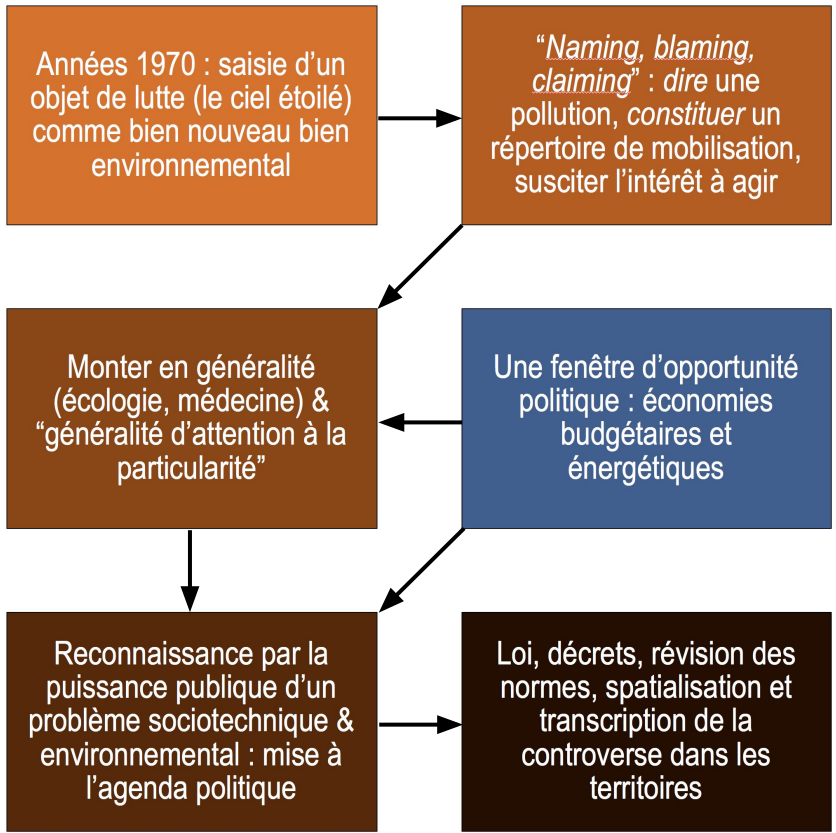 Années 1970 : saisie d’un
objet de lutte (le ciel étoilé)
comme bien nouveau bien
environnemental
“Naming, blaming,
claiming” : dire une
pollution, constituer un
répertoire de mobilisation,
susciter l’intérêt à agir
Monter en généralité
(écologie, médecine) &
“généralité d’attention à la
particularité”
Une fenêtre d’opportunité
politique : économies
budgétaires et
énergétiques
Reconnaissance par la
puissance publique d’un
problème sociotechnique &
environnemental : mise à
l’agenda politique
Loi, décrets, révision des
normes, spatialisation et
transcription de la
controverse dans les
territoires